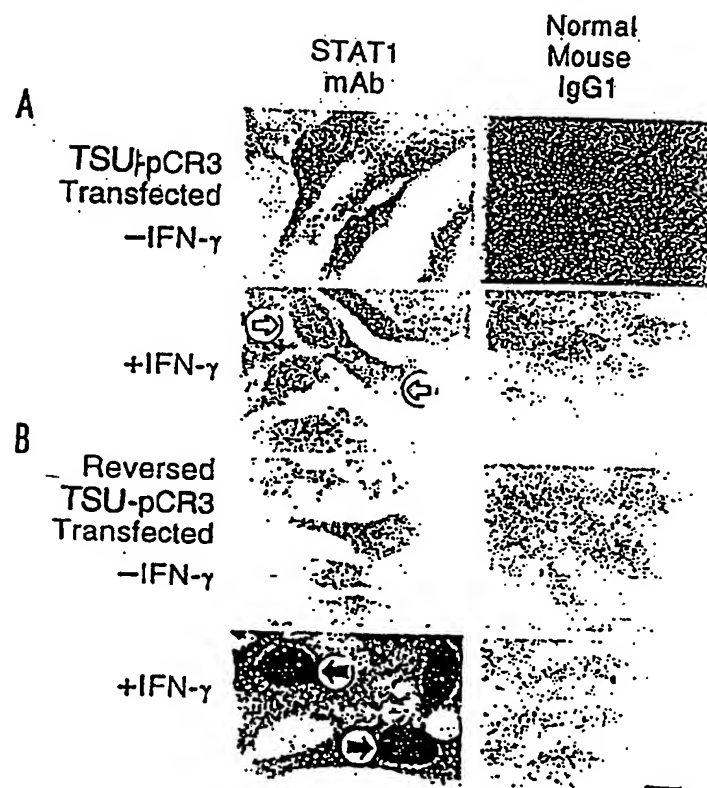 STAT1
mAb
Normal
Mouse
IgG1
A
TSU-pCR3
Transfected
−IFN-γ
+IFN-γ
B
Reversed
TSU-pCR3
Transfected
−IFN-γ
+IFN-γ